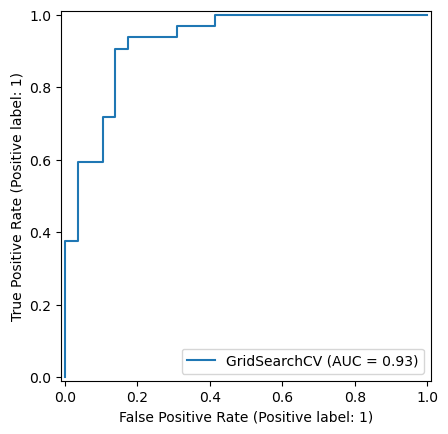 1.0
0.8
0.6
0.4
0.2
0.0
True Positive Rate (Positive label: 1)
GridSearchCV (AUC = 0.93)
0.0 0.2 0.4 0.6 0.8 1.0
False Positive Rate (Positive label: 1)